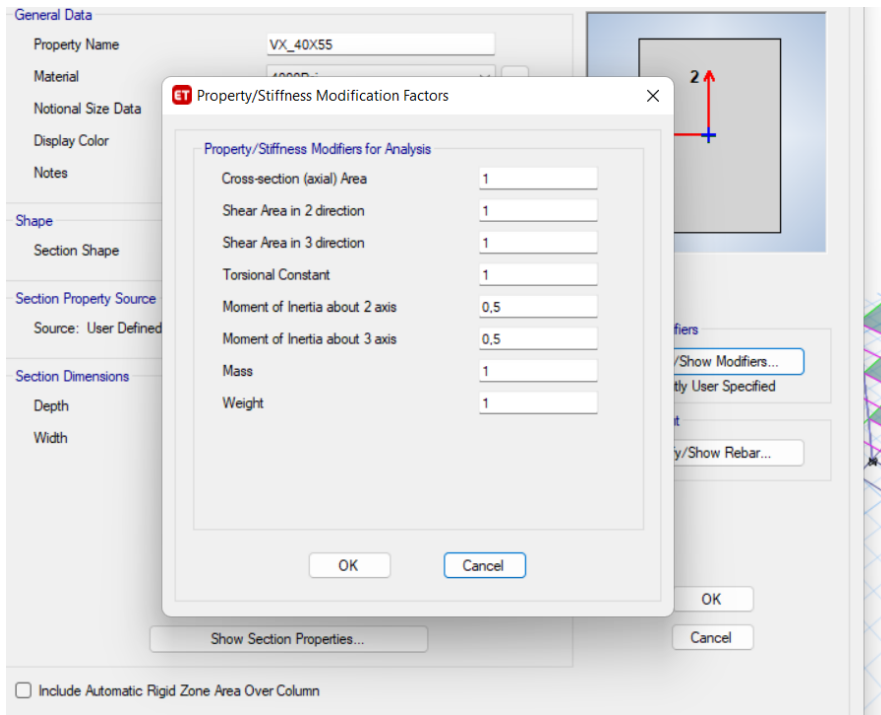 General Data
Property Name VX_40X55
Material
Notional Size Data
Display Color
Notes
Shape
Section Shape
Section Property Source
Source: User Defined
Section Dimensions
Depth
Width
Show Section Properties...
Include Automatic Rigid Zone Area Over Column
ET Property/Stiffness Modification Factors
Property/Stiffness Modifiers for Analysis
Cross-section (axial) Area 1
Shear Area in 2 direction 1
Shear Area in 3 direction 1
Torsional Constant 1
Moment of Inertia about 2 axis 0,5
Moment of Inertia about 3 axis 0,5
Mass 1
Weight 1
OK Cancel
2
fiers
/Show Modifiers...
tly User Specified
t
y/Show Rebar...
OK
Cancel